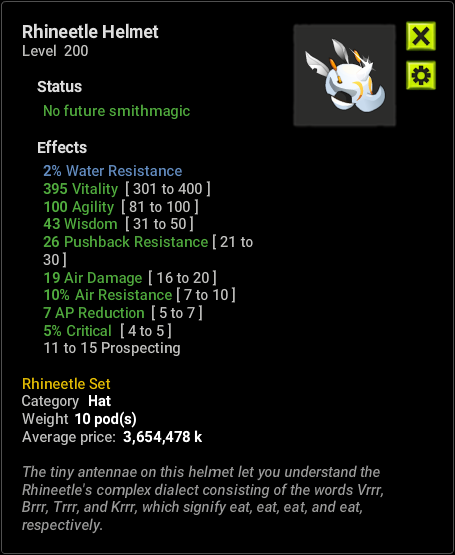 Rhineetle Helmet
Level 200
Status
No future smithmagic
Effects
2% Water Resistance
395 Vitality [ 301 to 400 ]
100 Agility [ 81 to 100 ]
43 Wisdom [ 31 to 50 ]
26 Pushback Resistance [ 21 to
30 ]
19 Air Damage [ 16 to 20 ]
10% Air Resistance [ 7 to 10 ]
7 AP Reduction [ 5 to 7 ]
5% Critical [ 4 to 5 ]
11 to 15 Prospecting
Rhineetle Set
Category Hat
Weight 10 pod(s)
Average price: 3,654,478 k
The tiny antennae on this helmet let you understand the
Rhineetle's complex dialect consisting of the words Vrrr,
Brrr, Trrr, and Krrr, which signify eat, eat, eat, and eat,
respectively.